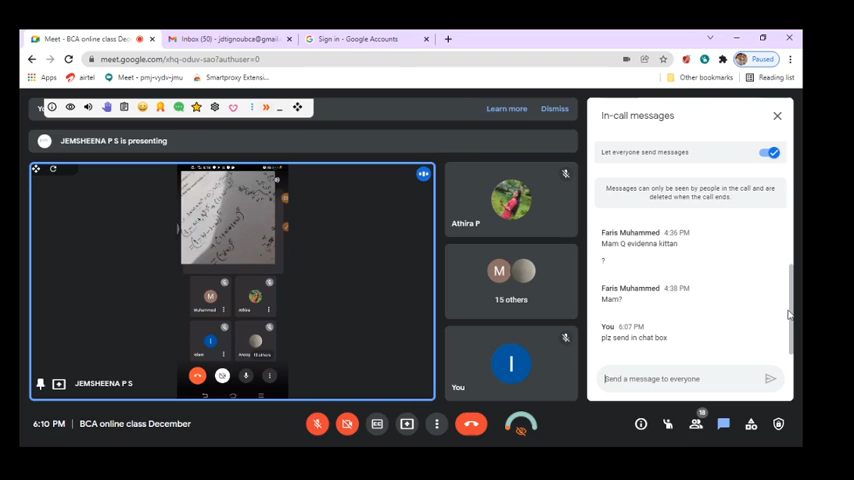 Meet - BCA online class Dec
Inbox (50) - jdtignoubca@gmail
Sign in - Google Accounts
meet.google.com/xhq-oduv-sao?authuser=0
Paused
Apps
airtel
Meet - pmj-vydv-jmu
Smartproxy Extensi...
Other bookmarks
Reading list
Learn more
Dismiss
JEMSHEENA P S is presenting
Athira P
M
15 others
I
You
JEMSHEENA P S
M
Muhammed
Athira
I
15 others
In-call messages
Let everyone send messages
Messages can only be seen by people in the call and are
deleted when the call ends.
Faris Muhammed 4:36 PM
Mam Q evidenna kittan
?
Faris Muhammed 4:38 PM
Mam?
You 6:07 PM
plz send in chat box
Send a message to everyone
6:10 PM | BCA online class December
18